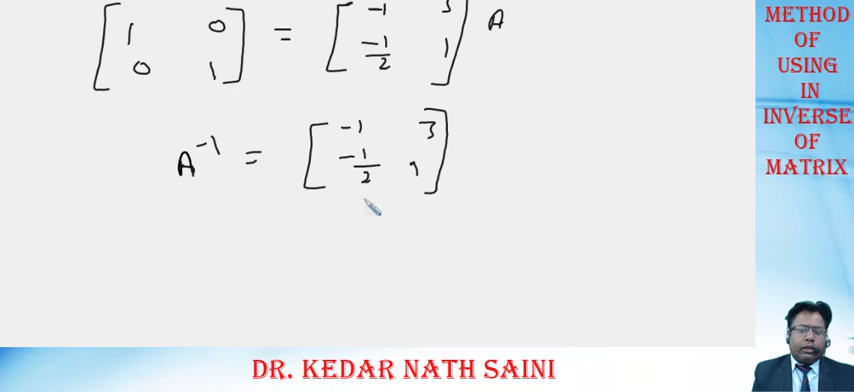 [1 0] = [-1 3] A
[0 1] [-1/2 1]
A⁻¹ = [-1 3]
[-1/2 1]
METHOD
OF
USING
IN
INVERSE
OF
MATRIX
DR. KEDAR NATH SAINI